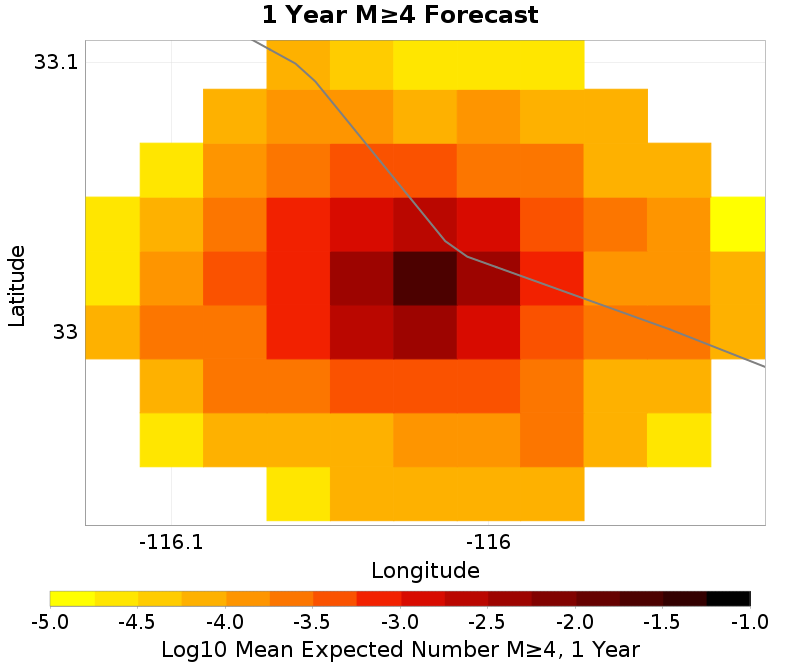 1 Year M≥4 Forecast
33.1
33
Latitude
-116.1 -116
Longitude
-5.0 -4.5 -4.0 -3.5 -3.0 -2.5 -2.0 -1.5 -1.0
Log10 Mean Expected Number M≥4, 1 Year